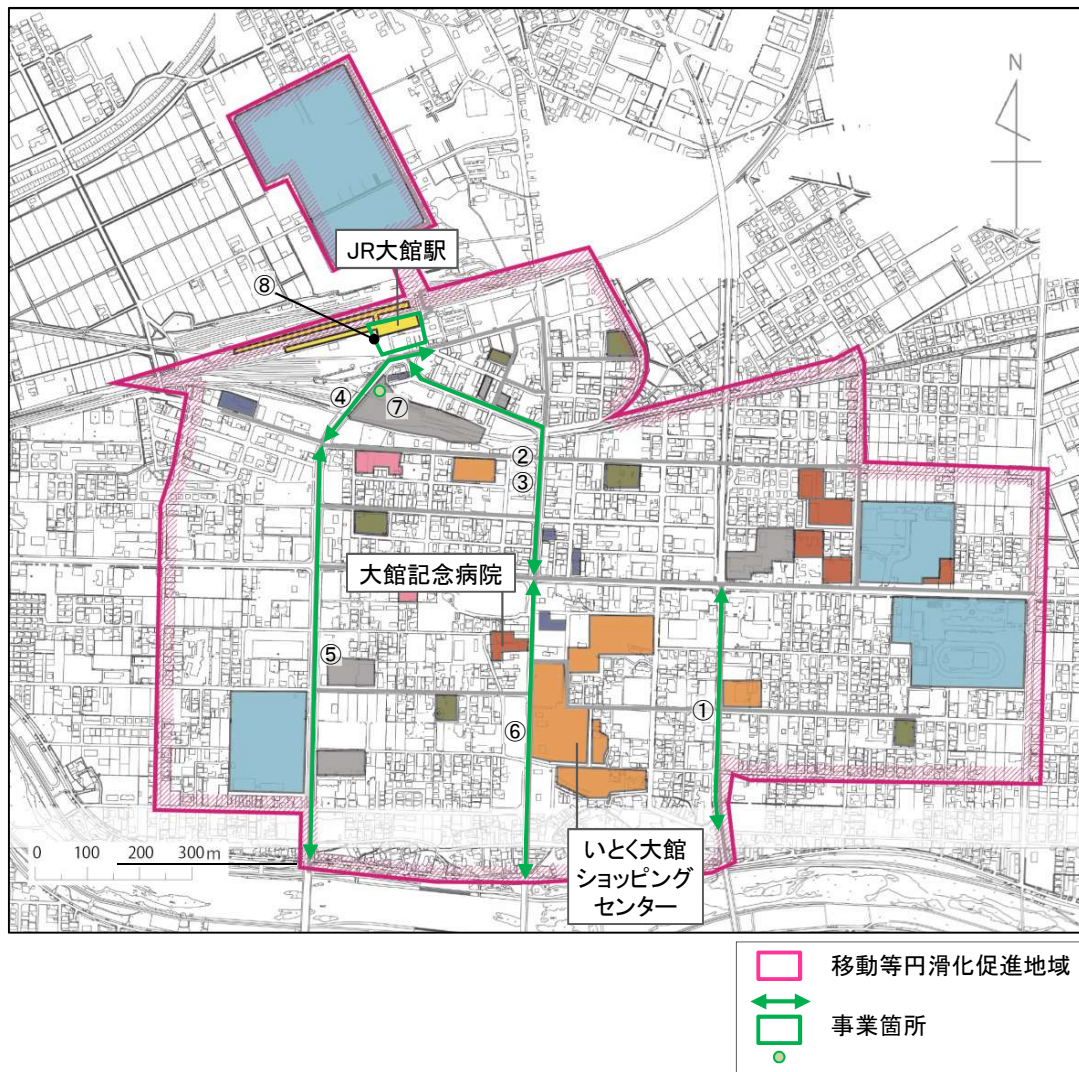 N
JR大館駅
⑧
④
⑦
②
③
大館記念病院
⑤
①
⑥
いとく大館
ショッピング
センター
0 100 200 300m
移動等円滑化促進地域
事業箇所